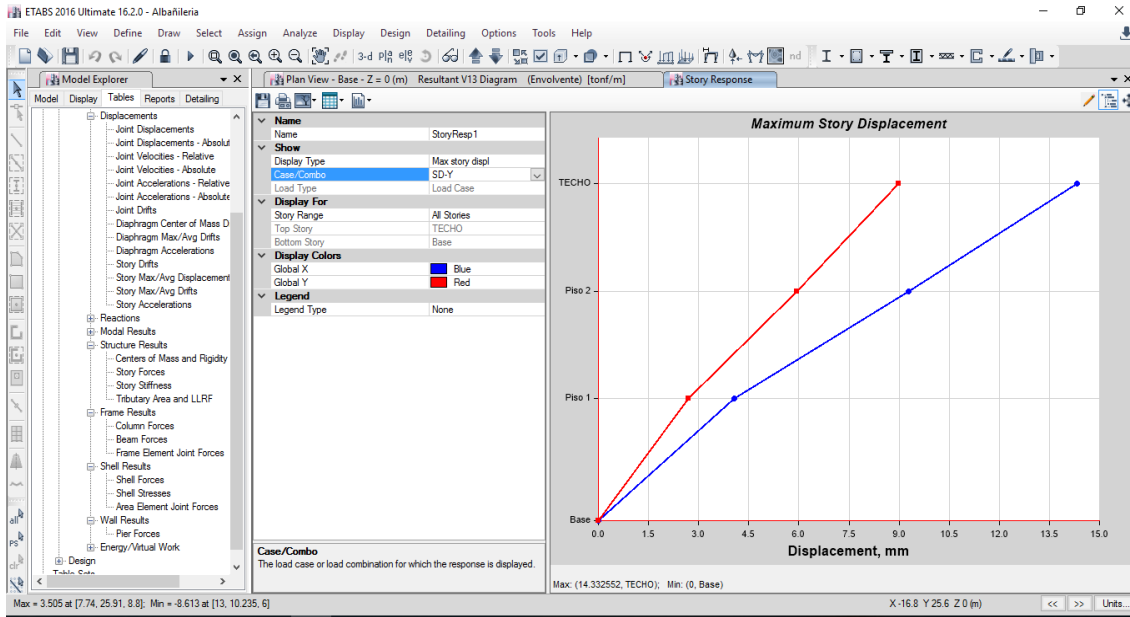 ETABS 2016 Ultimate 16.2.0 - Albañileria
File Edit View Define Draw Select Assign Analyze Display Design Detailing Options Tools Help
3-d plà elé nd
Model Explorer
Plan View - Base - Z = 0 (m) Resultant V13 Diagram (Envolvente) [tonf/m]
Story Response
Model Display Tables Reports Detailing
Displacements
Joint Displacements
Joint Displacements - Absolut
Joint Velocities - Relative
Joint Velocities - Absolute
Joint Accelerations - Relative
Joint Accelerations - Absolute
Joint Drifts
Diaphragm Center of Mass D
Diaphragm Max/Avg Drifts
Diaphragm Accelerations
Story Drifts
Story Max/Avg Displacement
Story Max/Avg Drifts
Story Accelerations
Reactions
Modal Results
Structure Results
Centers of Mass and Rigidity
Story Forces
Story Stiffness
Tributary Area and LLRF
Frame Results
Column Forces
Beam Forces
Frame Element Joint Forces
Shell Results
Shell Forces
Shell Stresses
Area Element Joint Forces
Wall Results
Pier Forces
Energy/Virtual Work
Design
Table Sets
all
PS
clr
Name
Name StoryResp1
Show
Display Type Max story displ
Case/Combo SD-Y
Load Type Load Case
Display For
Story Range All Stories
Top Story TECHO
Bottom Story Base
Display Colors
Global X Blue
Global Y Red
Legend
Legend Type None
Case/Combo
The load case or load combination for which the response is displayed.
Maximum Story Displacement
TECHO
Piso 2
Piso 1
Base
0.0 1.5 3.0 4.5 6.0 7.5 9.0 10.5 12.0 13.5 15.0
Displacement, mm
Max: (14.332552, TECHO); Min: (0, Base)
Max = 3.505 at [7.74, 25.91, 8.8]; Min = -8.613 at [13, 10.235, 6]
X -16.8 Y 25.6 Z 0 (m)
<< >> Units...